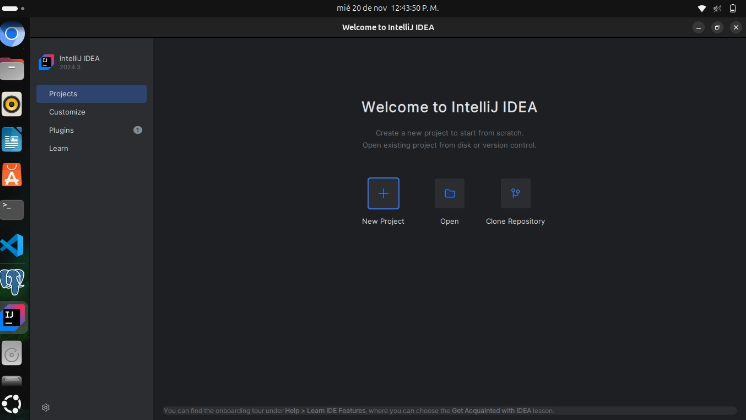 mié 20 de nov 12:43:50 P. M.
Welcome to IntelliJ IDEA
IntelliJ IDEA
2024.3
Projects
Customize
Plugins 1
Learn
Welcome to IntelliJ IDEA
Create a new project to start from scratch.
Open existing project from disk or version control.
New Project Open Clone Repository
You can find the onboarding tour under Help > Learn IDE Features, where you can choose the Get Acquainted with IDEA lesson.